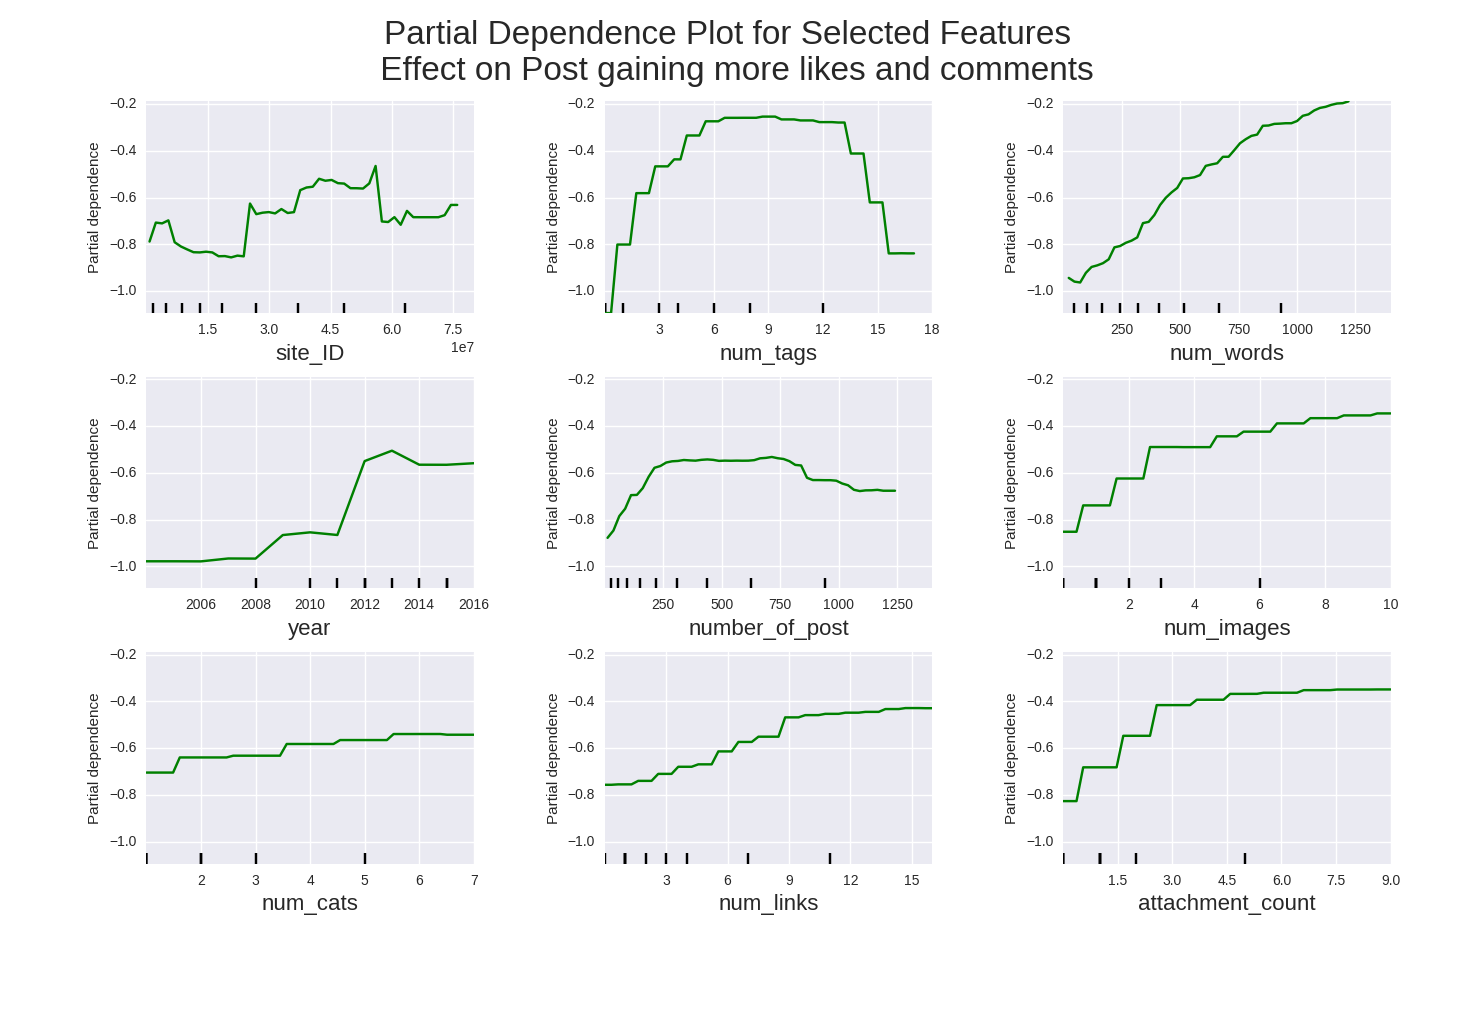 Partial Dependence Plot for Selected Features
Effect on Post gaining more likes and comments
Partial dependence
−0.2
−0.4
−0.6
−0.8
−1.0
1.5 3.0 4.5 6.0 7.5
1e7
site_ID
Partial dependence
−0.2
−0.4
−0.6
−0.8
−1.0
3 6 9 12 15 18
num_tags
Partial dependence
−0.2
−0.4
−0.6
−0.8
−1.0
250 500 750 1000 1250
num_words
Partial dependence
−0.2
−0.4
−0.6
−0.8
−1.0
2006 2008 2010 2012 2014 2016
year
Partial dependence
−0.2
−0.4
−0.6
−0.8
−1.0
250 500 750 1000 1250
number_of_post
Partial dependence
−0.2
−0.4
−0.6
−0.8
−1.0
2 4 6 8 10
num_images
Partial dependence
−0.2
−0.4
−0.6
−0.8
−1.0
2 3 4 5 6 7
num_cats
Partial dependence
−0.2
−0.4
−0.6
−0.8
−1.0
3 6 9 12 15
num_links
Partial dependence
−0.2
−0.4
−0.6
−0.8
−1.0
1.5 3.0 4.5 6.0 7.5 9.0
attachment_count